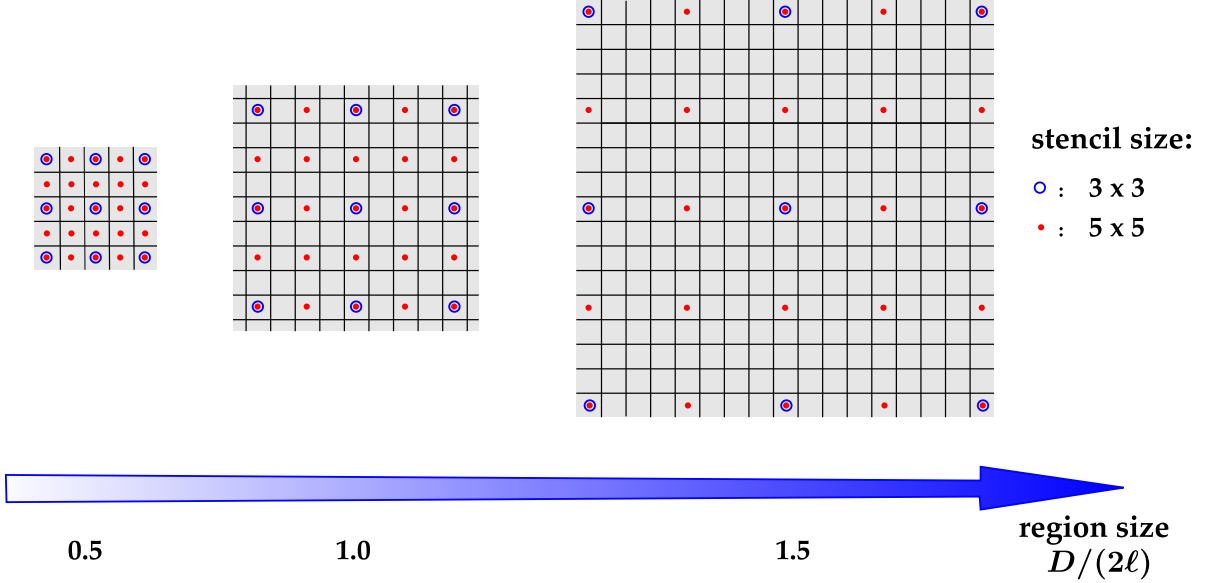 stencil size:
: 3 x 3
: 5 x 5
0.5
1.0
1.5
region size
D/(2ℓ)